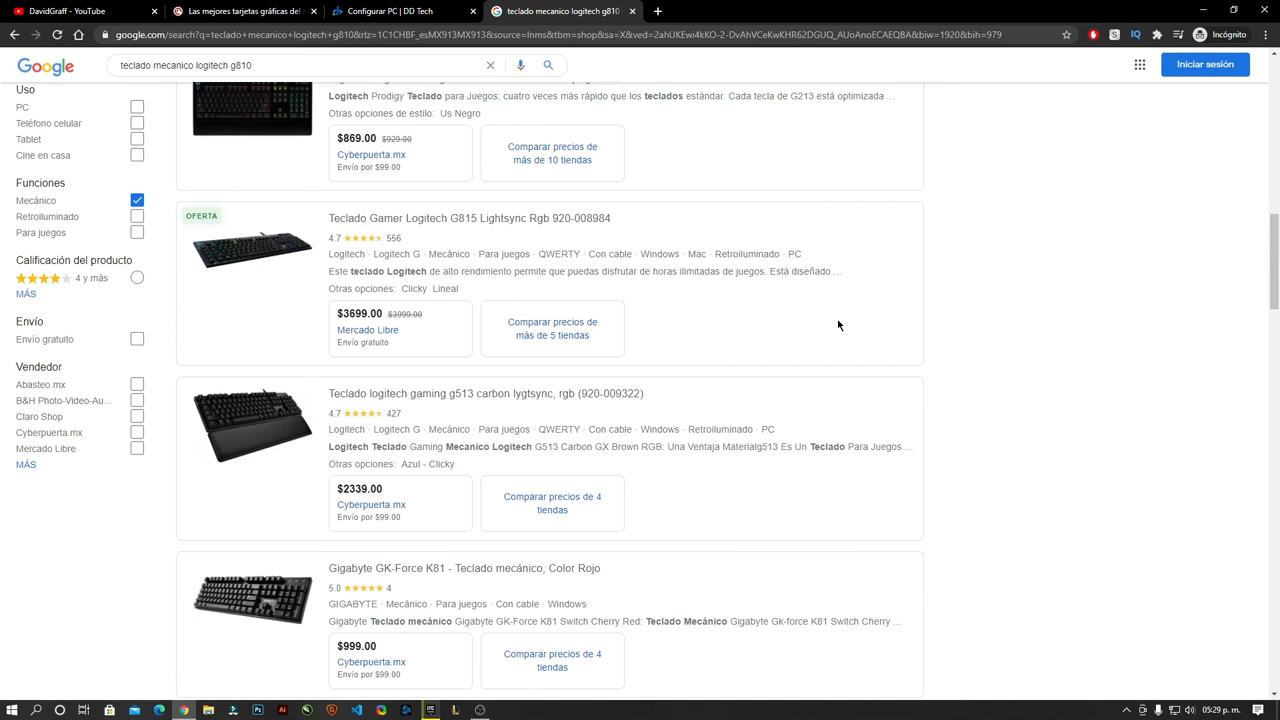 DavidGraff - YouTube
Las mejores tarjetas gráficas del
Configurar PC | DD Tech
teclado mecanico logitech g810
google.com/search?q=teclado+mecanico+logitech+g810&rlz=1C1CHBF_esMX913MX913&source=lnms&tbm=shop&sa=X&ved=2ahUKEwi4kKO-2-DvAhVCeKwKHR62DGUQ_AUoAnoECAEQBA&biw=1920&bih=979
Incógnito
Google
teclado mecanico logitech g810
Iniciar sesión
Uso
PC
Teléfono celular
Tablet
Cine en casa
Funciones
Mecánico
Retroiluminado
Para juegos
Calificación del producto
4 y más
MÁS
Envío
Envío gratuito
Vendedor
Abasteo.mx
B&H Photo-Video-Au...
Claro Shop
Cyberpuerta.mx
Mercado Libre
MÁS
Logitech Prodigy Teclado para Juegos; cuatro veces más rápido que los teclados estándar. Cada tecla de G213 está optimizada ...
Otras opciones de estilo: Us Negro
$869.00 $929.00
Cyberpuerta.mx
Envío por $99.00
Comparar precios de
más de 10 tiendas
OFERTA
Teclado Gamer Logitech G815 Lightsync Rgb 920-008984
4.7 556
Logitech · Logitech G · Mecánico · Para juegos · QWERTY · Con cable · Windows · Mac · Retroiluminado · PC
Este teclado Logitech de alto rendimiento permite que puedas disfrutar de horas ilimitadas de juegos. Está diseñado ...
Otras opciones: Clicky Lineal
$3699.00 $3999.00
Mercado Libre
Envío gratuito
Comparar precios de
más de 5 tiendas
Teclado logitech gaming g513 carbon lygtsync, rgb (920-009322)
4.7 427
Logitech · Logitech G · Mecánico · Para juegos · QWERTY · Con cable · Windows · Retroiluminado · PC
Logitech Teclado Gaming Mecanico Logitech G513 Carbon GX Brown RGB: Una Ventaja Materialg513 Es Un Teclado Para Juegos ...
Otras opciones: Azul - Clicky
$2339.00
Cyberpuerta.mx
Envío por $99.00
Comparar precios de 4
tiendas
Gigabyte GK-Force K81 - Teclado mecánico, Color Rojo
5.0 4
GIGABYTE · Mecánico · Para juegos · Con cable · Windows
Gigabyte Teclado mecánico Gigabyte GK-Force K81 Switch Cherry Red: Teclado Mecánico Gigabyte Gk-force K81 Switch Cherry ...
$999.00
Cyberpuerta.mx
Envío por $99.00
Comparar precios de 4
tiendas
05:29 p. m.